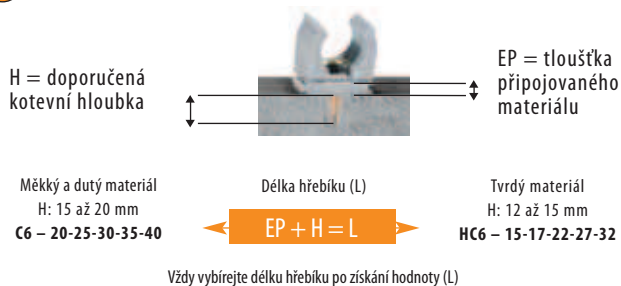 H = doporučená
kotevní hloubka
EP = tloušťka
připojovaného
materiálu
Měkký a dutý materiál
H: 15 až 20 mm
C6 – 20-25-30-35-40
Délka hřebíku (L)
EP + H = L
Tvrdý materiál
H: 12 až 15 mm
HC6 – 15-17-22-27-32
Vždy vybírejte délku hřebíku po získání hodnoty (L)